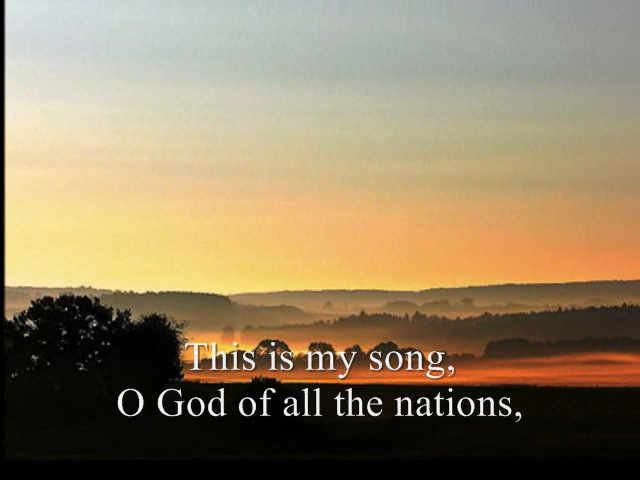 This is my song,
O God of all the nations,